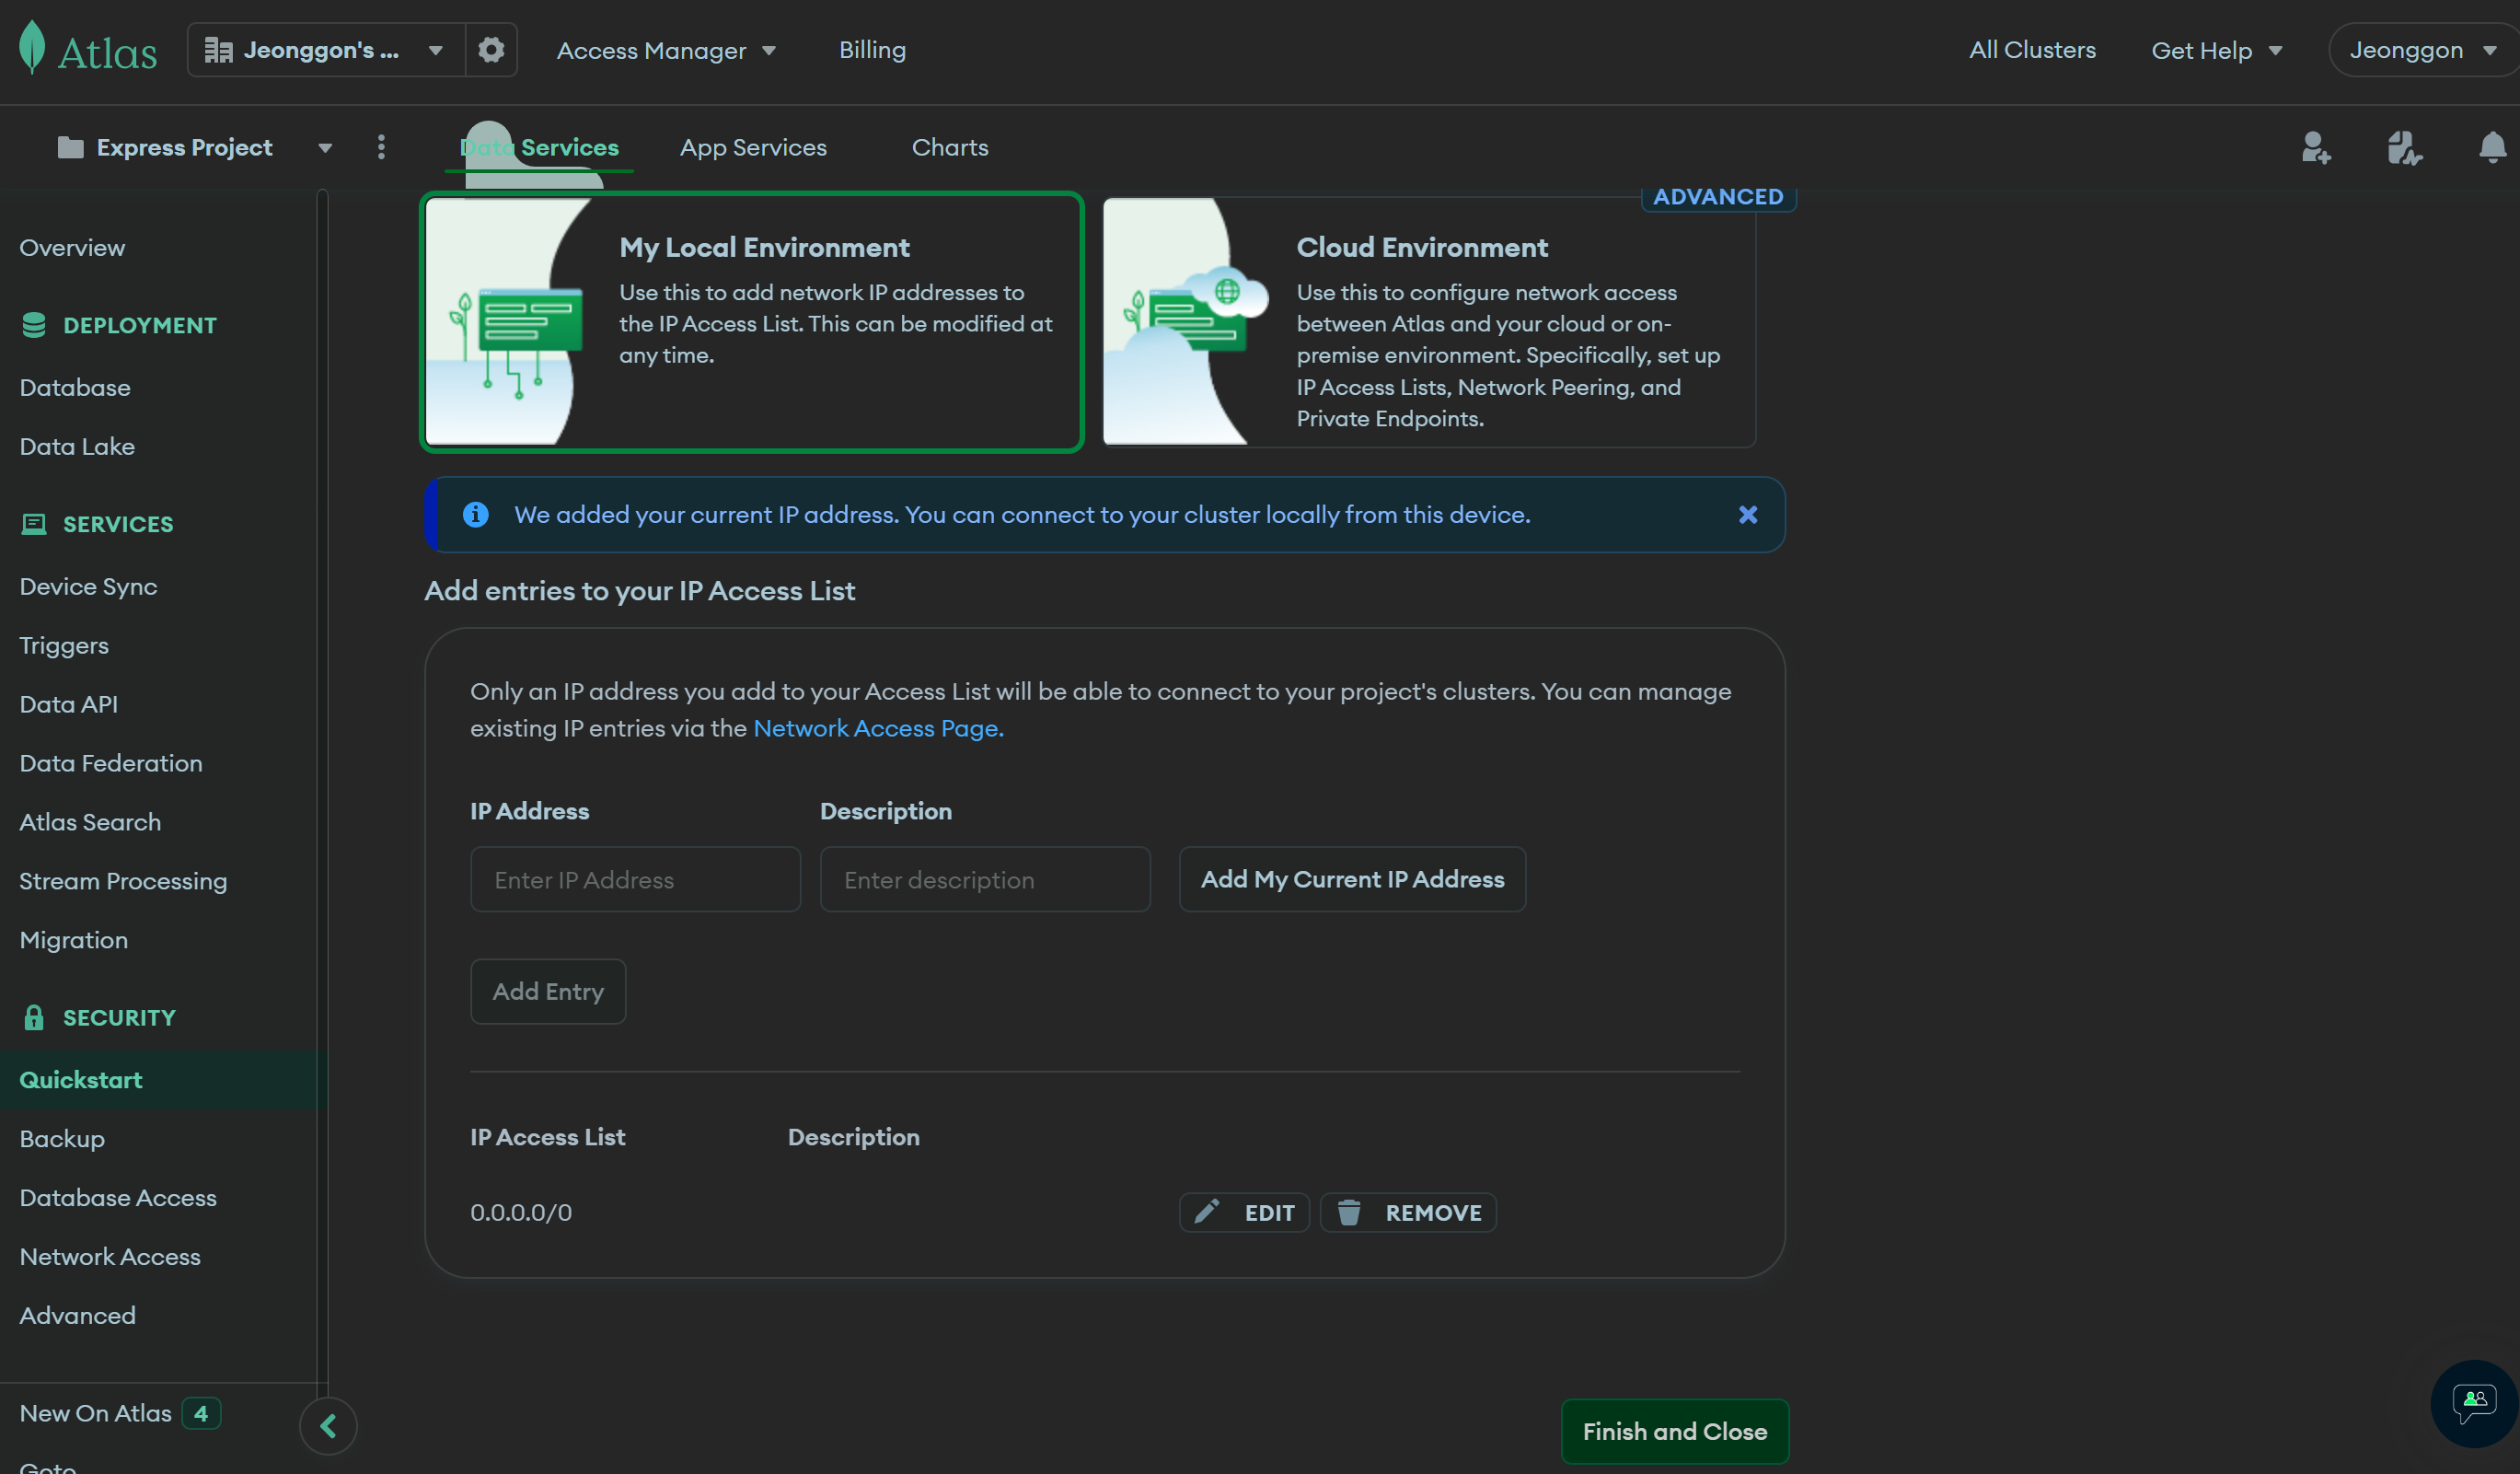 Atlas
Jeonggon's ...
Access Manager
Billing
All Clusters
Get Help
Jeonggon
Express Project
Data Services
App Services
Charts
Overview
DEPLOYMENT
Database
Data Lake
SERVICES
Device Sync
Triggers
Data API
Data Federation
Atlas Search
Stream Processing
Migration
SECURITY
Quickstart
Backup
Database Access
Network Access
Advanced
New On Atlas 4
Goto
My Local Environment
Use this to add network IP addresses to
the IP Access List. This can be modified at
any time.
ADVANCED
Cloud Environment
Use this to configure network access
between Atlas and your cloud or on-
premise environment. Specifically, set up
IP Access Lists, Network Peering, and
Private Endpoints.
We added your current IP address. You can connect to your cluster locally from this device.
Add entries to your IP Access List
Only an IP address you add to your Access List will be able to connect to your project's clusters. You can manage
existing IP entries via the Network Access Page.
IP Address
Description
Enter IP Address
Enter description
Add My Current IP Address
Add Entry
IP Access List
Description
0.0.0.0/0
EDIT
REMOVE
Finish and Close